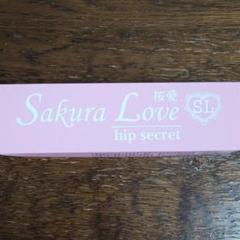 桜愛
Sakura Love SL
hip secret